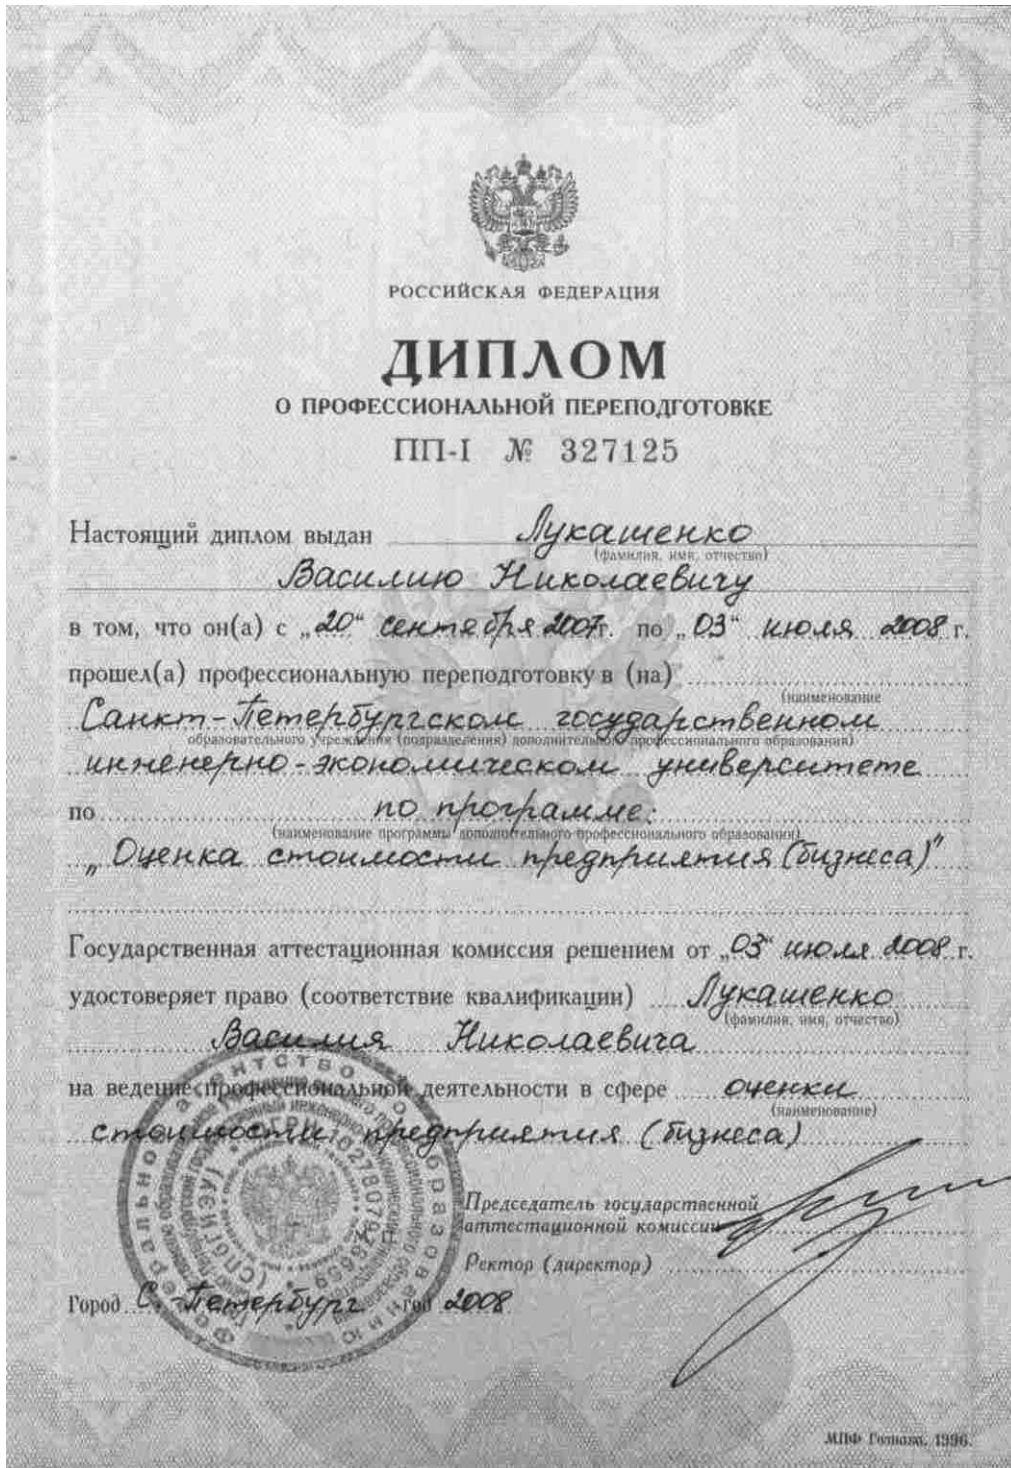 РОССИЙСКАЯ ФЕДЕРАЦИЯ
ДИПЛОМ
О ПРОФЕССИОНАЛЬНОЙ ПЕРЕПОДГОТОВКЕ
ПП-I № 327125
Настоящий диплом выдан Лукашенко
(фамилия, имя, отчество)
Василию Николаевичу
в том, что он(а) с „20“ сентября 2007г. по „03“ июля 2008 г.
прошел(а) профессиональную переподготовку в (на)
(наименование
Санкт-Петербургском государственном
образовательного учреждения (подразделения) дополнительного профессионального образования)
инженерно-экономическом университете
по по программе:
(наименование программы дополнительного профессионального образования)
„Оценка стоимости предприятия (бизнеса)"
Государственная аттестационная комиссия решением от „03“ июля 2008 г.
удостоверяет право (соответствие квалификации) Лукашенко
(фамилия, имя, отчество)
Василия Николаевича
на ведение профессиональной деятельности в сфере оценки
(наименование)
стоимости предприятия (бизнеса)
Председатель государственной
аттестационной комиссии
М. П.
Ректор (директор)
Город С.-Петербург год 2008
Федеральное агентство по образованию
(СПбГИЭУ)
МПФ Гознака. 1996.